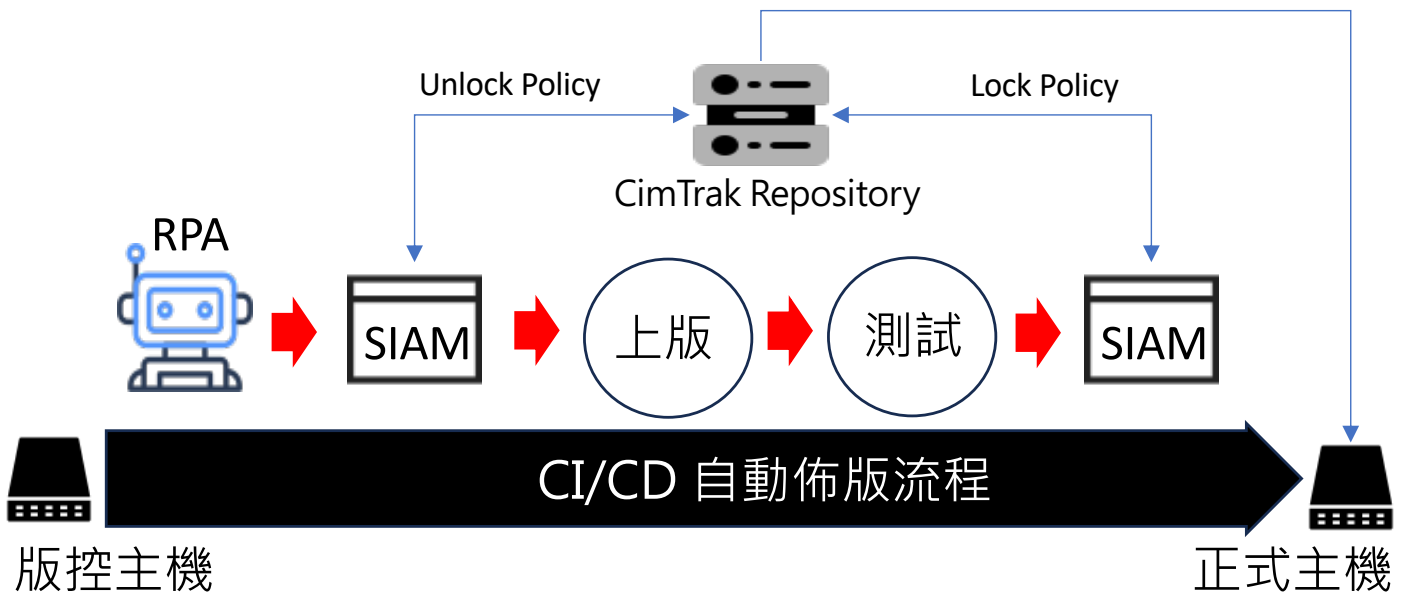 Unlock Policy
Lock Policy
CimTrak Repository
RPA
SIAM
上版
測試
SIAM
CI/CD 自動佈版流程
版控主機
正式主機